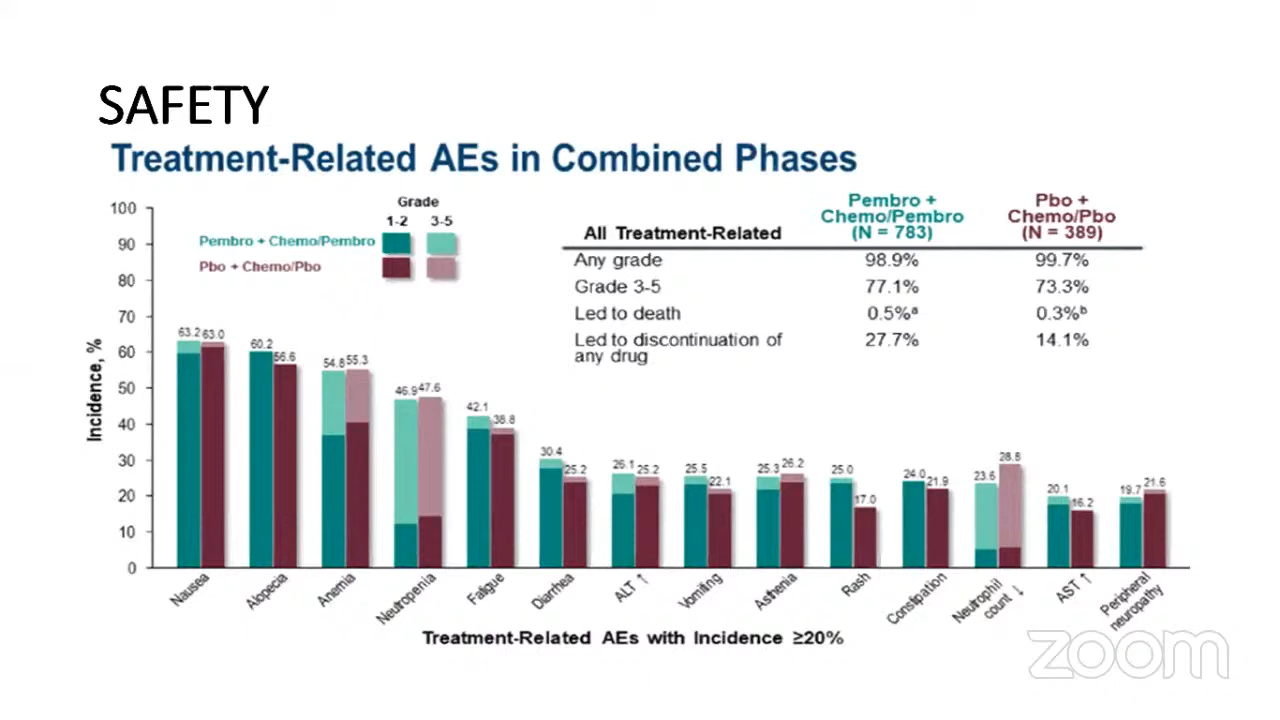 SAFETY
Treatment-Related AEs in Combined Phases
Grade
1-2 3-5
Pembro + Chemo/Pembro
Pbo + Chemo/Pbo
All Treatment-Related
Pembro + Chemo/Pembro (N = 783)
Pbo + Chemo/Pbo (N = 389)
Any grade 98.9% 99.7%
Grade 3-5 77.1% 73.3%
Led to death 0.5%ᵃ 0.3%ᵇ
Led to discontinuation of any drug 27.7% 14.1%
Incidence, %
100
90
80
70
60
50
40
30
20
10
0
63.2 63.0
60.2 56.6
54.8 55.3
46.9 47.6
42.1 38.8
30.4 25.2
26.1 25.2
25.5 22.1
25.3 26.2
25.0 17.0
24.0 21.9
23.6 28.8
20.1 16.2
19.7 21.6
Nausea
Alopecia
Anemia
Neutropenia
Fatigue
Diarrhea
ALT ↑
Vomiting
Asthenia
Rash
Constipation
Neutrophil count ↓
AST ↑
Peripheral neuropathy
Treatment-Related AEs with Incidence ≥20%
zoom